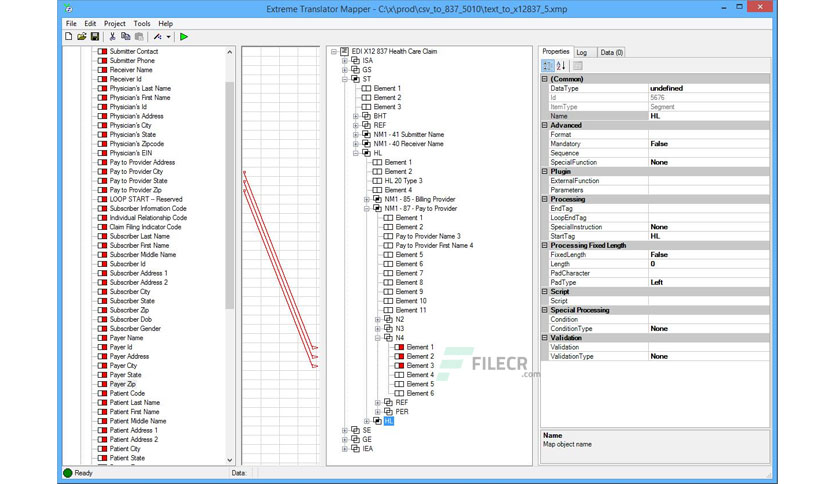 Extreme Translator Mapper - C:\x\prod\csv_to_837_5010\text_to_x12837_5.xmp
File Edit Project Tools Help
Submitter Contact
Submitter Phone
Receiver Name
Receiver Id
Physician's Last Name
Physician's First Name
Physician's Address
Physician's City
Physician's State
Physician's Zipcode
Physician's EIN
Pay to Provider Address
Pay to Provider City
Pay to Provider State
Pay to Provider Zip
LOOP START -- Reserved
Subscriber Information Code
Individual Relationship Code
Claim Filing Indicator Code
Subscriber Last Name
Subscriber First Name
Subscriber Middle Name
Subscriber Id
Subscriber Address 1
Subscriber Address 2
Subscriber City
Subscriber State
Subscriber Zip
Subscriber Dob
Subscriber Gender
Payer Name
Payer Id
Payer Address
Payer City
Payer State
Payer Zip
Patient Code
Patient Last Name
Patient First Name
Patient Middle Name
Patient Address 1
Patient Address 2
Patient City
Patient State
EDI X12 837 Health Care Claim
ISA
GS
ST
Element 1
Element 2
Element 3
BHT
REF
NM1 - 41 Submitter Name
NM1 - 40 Receiver Name
HL
Element 1
Element 2
HL 20 Type 3
Element 4
NM1 - 85 - Billing Provider
NM1 - 87 - Pay to Provider
Element 1
Element 2
Pay to Provider Name 3
Pay to Provider First Name 4
Element 5
Element 6
Element 7
Element 8
Element 9
Element 10
Element 11
N2
N3
N4
Element 1
Element 2
Element 3
Element 4
Element 5
Element 6
REF
PER
HL
SE
GE
IEA
FILECR
.com
Properties Log Data (0)
(Common)
DataType undefined
Id 5676
ItemType Segment
Name HL
Advanced
Format
Mandatory False
Sequence
SpecialFunction None
Plugin
ExternalFunction
Parameters
Processing
EndTag
LoopEndTag
SpecialInstruction None
StartTag HL
Processing Fixed Length
FixedLength False
Length 0
PadCharacter
PadType Left
Script
Script
Special Processing
Condition
ConditionType None
Validation
Validation
ValidationType None
Name
Map object name
Ready
Data: